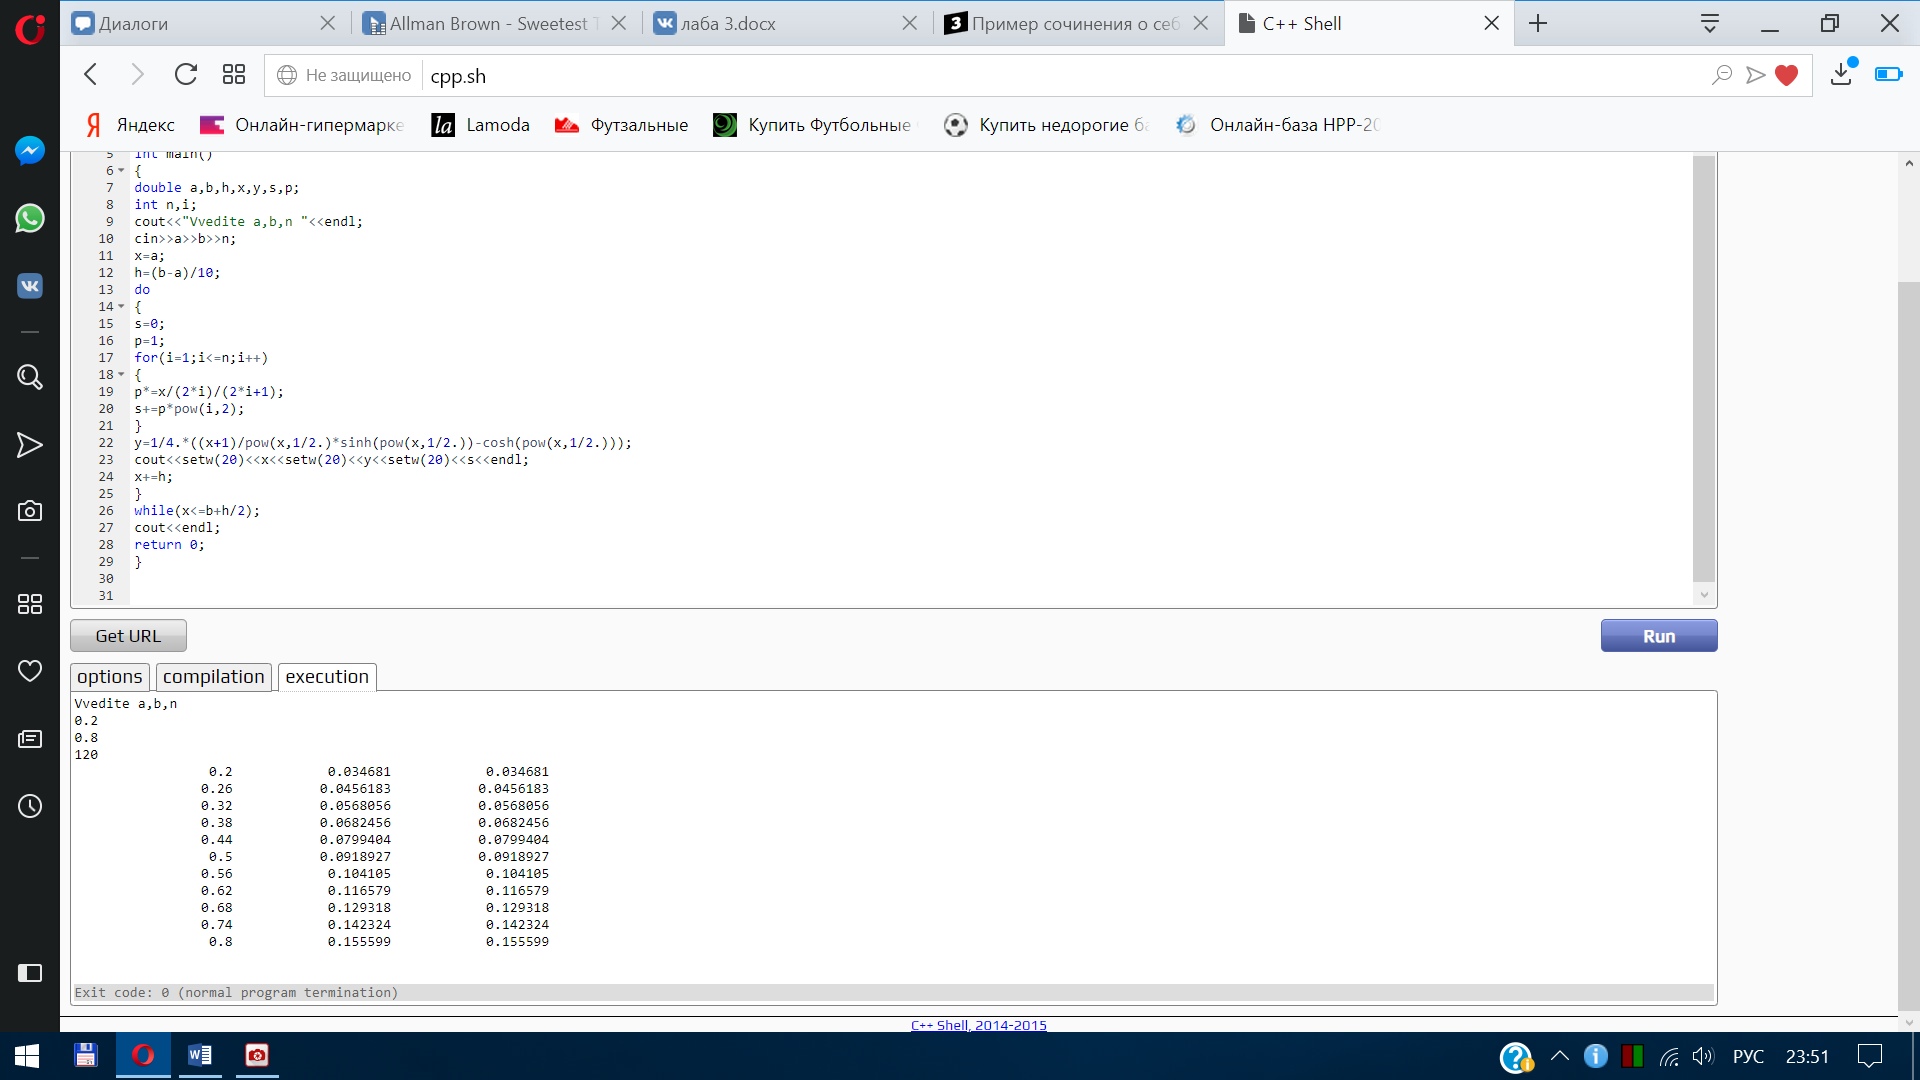 Диалоги
Allman Brown - Sweetest
лаба 3.docx
Пример сочинения о себ
C++ Shell
Не защищено
cpp.sh
Яндекс
Онлайн-гипермарке
Lamoda
Футзальные
Купить Футбольные
Купить недорогие ба
Онлайн-база НРР-20
5 int main()
6 {
7 double a,b,h,x,y,s,p;
8 int n,i;
9 cout<<"Vvedite a,b,n "<<endl;
10 cin>>a>>b>>n;
11 x=a;
12 h=(b-a)/10;
13 do
14 {
15 s=0;
16 p=1;
17 for(i=1;i<=n;i++)
18 {
19 p*=x/(2*i)/(2*i+1);
20 s+=p*pow(i,2);
21 }
22 y=1/4.*((x+1)/pow(x,1/2.)*sinh(pow(x,1/2.))-cosh(pow(x,1/2.)));
23 cout<<setw(20)<<x<<setw(20)<<y<<setw(20)<<s<<endl;
24 x+=h;
25 }
26 while(x<=b+h/2);
27 cout<<endl;
28 return 0;
29 }
30
31
Get URL
Run
options compilation execution
Vvedite a,b,n
0.2
0.8
120
0.2 0.034681 0.034681
0.26 0.0456183 0.0456183
0.32 0.0568056 0.0568056
0.38 0.0682456 0.0682456
0.44 0.0799404 0.0799404
0.5 0.0918927 0.0918927
0.56 0.104105 0.104105
0.62 0.116579 0.116579
0.68 0.129318 0.129318
0.74 0.142324 0.142324
0.8 0.155599 0.155599
Exit code: 0 (normal program termination)
C++ Shell, 2014-2015
РУС
23:51